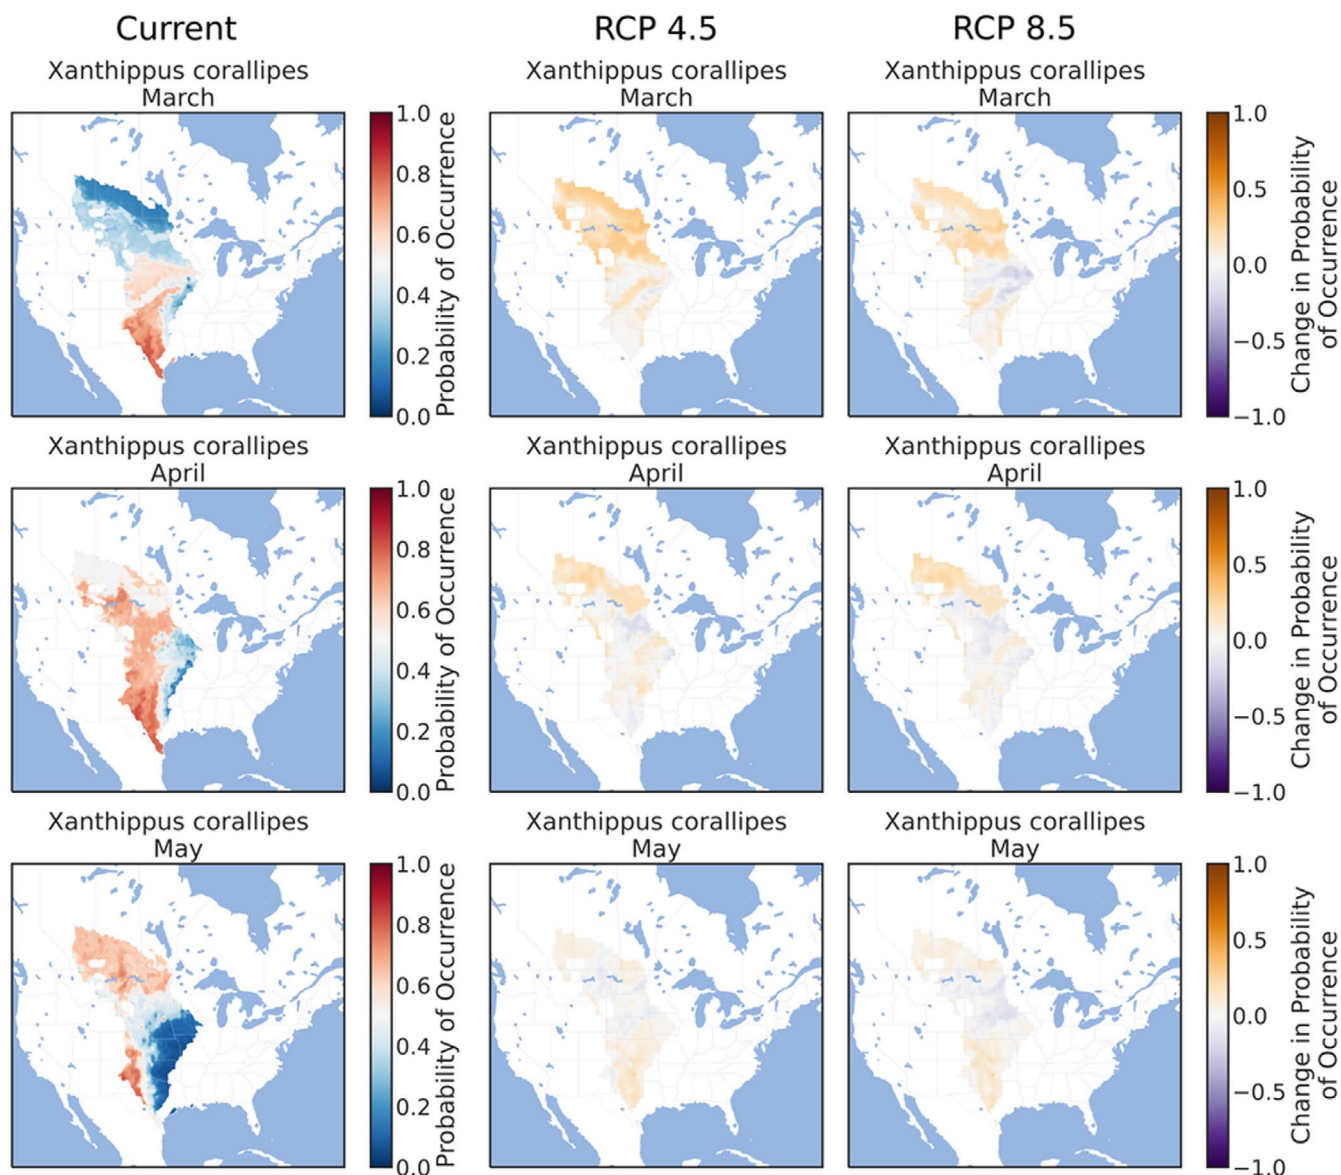 Current
RCP 4.5
RCP 8.5
Xanthippus corallipes
March
Xanthippus corallipes
March
Xanthippus corallipes
March
1.0
0.8
0.6
0.4
0.2
0.0
Probability of Occurrence
1.0
0.5
0.0
−0.5
−1.0
Change in Probability
of Occurrence
Xanthippus corallipes
April
Xanthippus corallipes
April
Xanthippus corallipes
April
1.0
0.8
0.6
0.4
0.2
0.0
Probability of Occurrence
1.0
0.5
0.0
−0.5
−1.0
Change in Probability
of Occurrence
Xanthippus corallipes
May
Xanthippus corallipes
May
Xanthippus corallipes
May
1.0
0.8
0.6
0.4
0.2
0.0
Probability of Occurrence
1.0
0.5
0.0
−0.5
−1.0
Change in Probability
of Occurrence